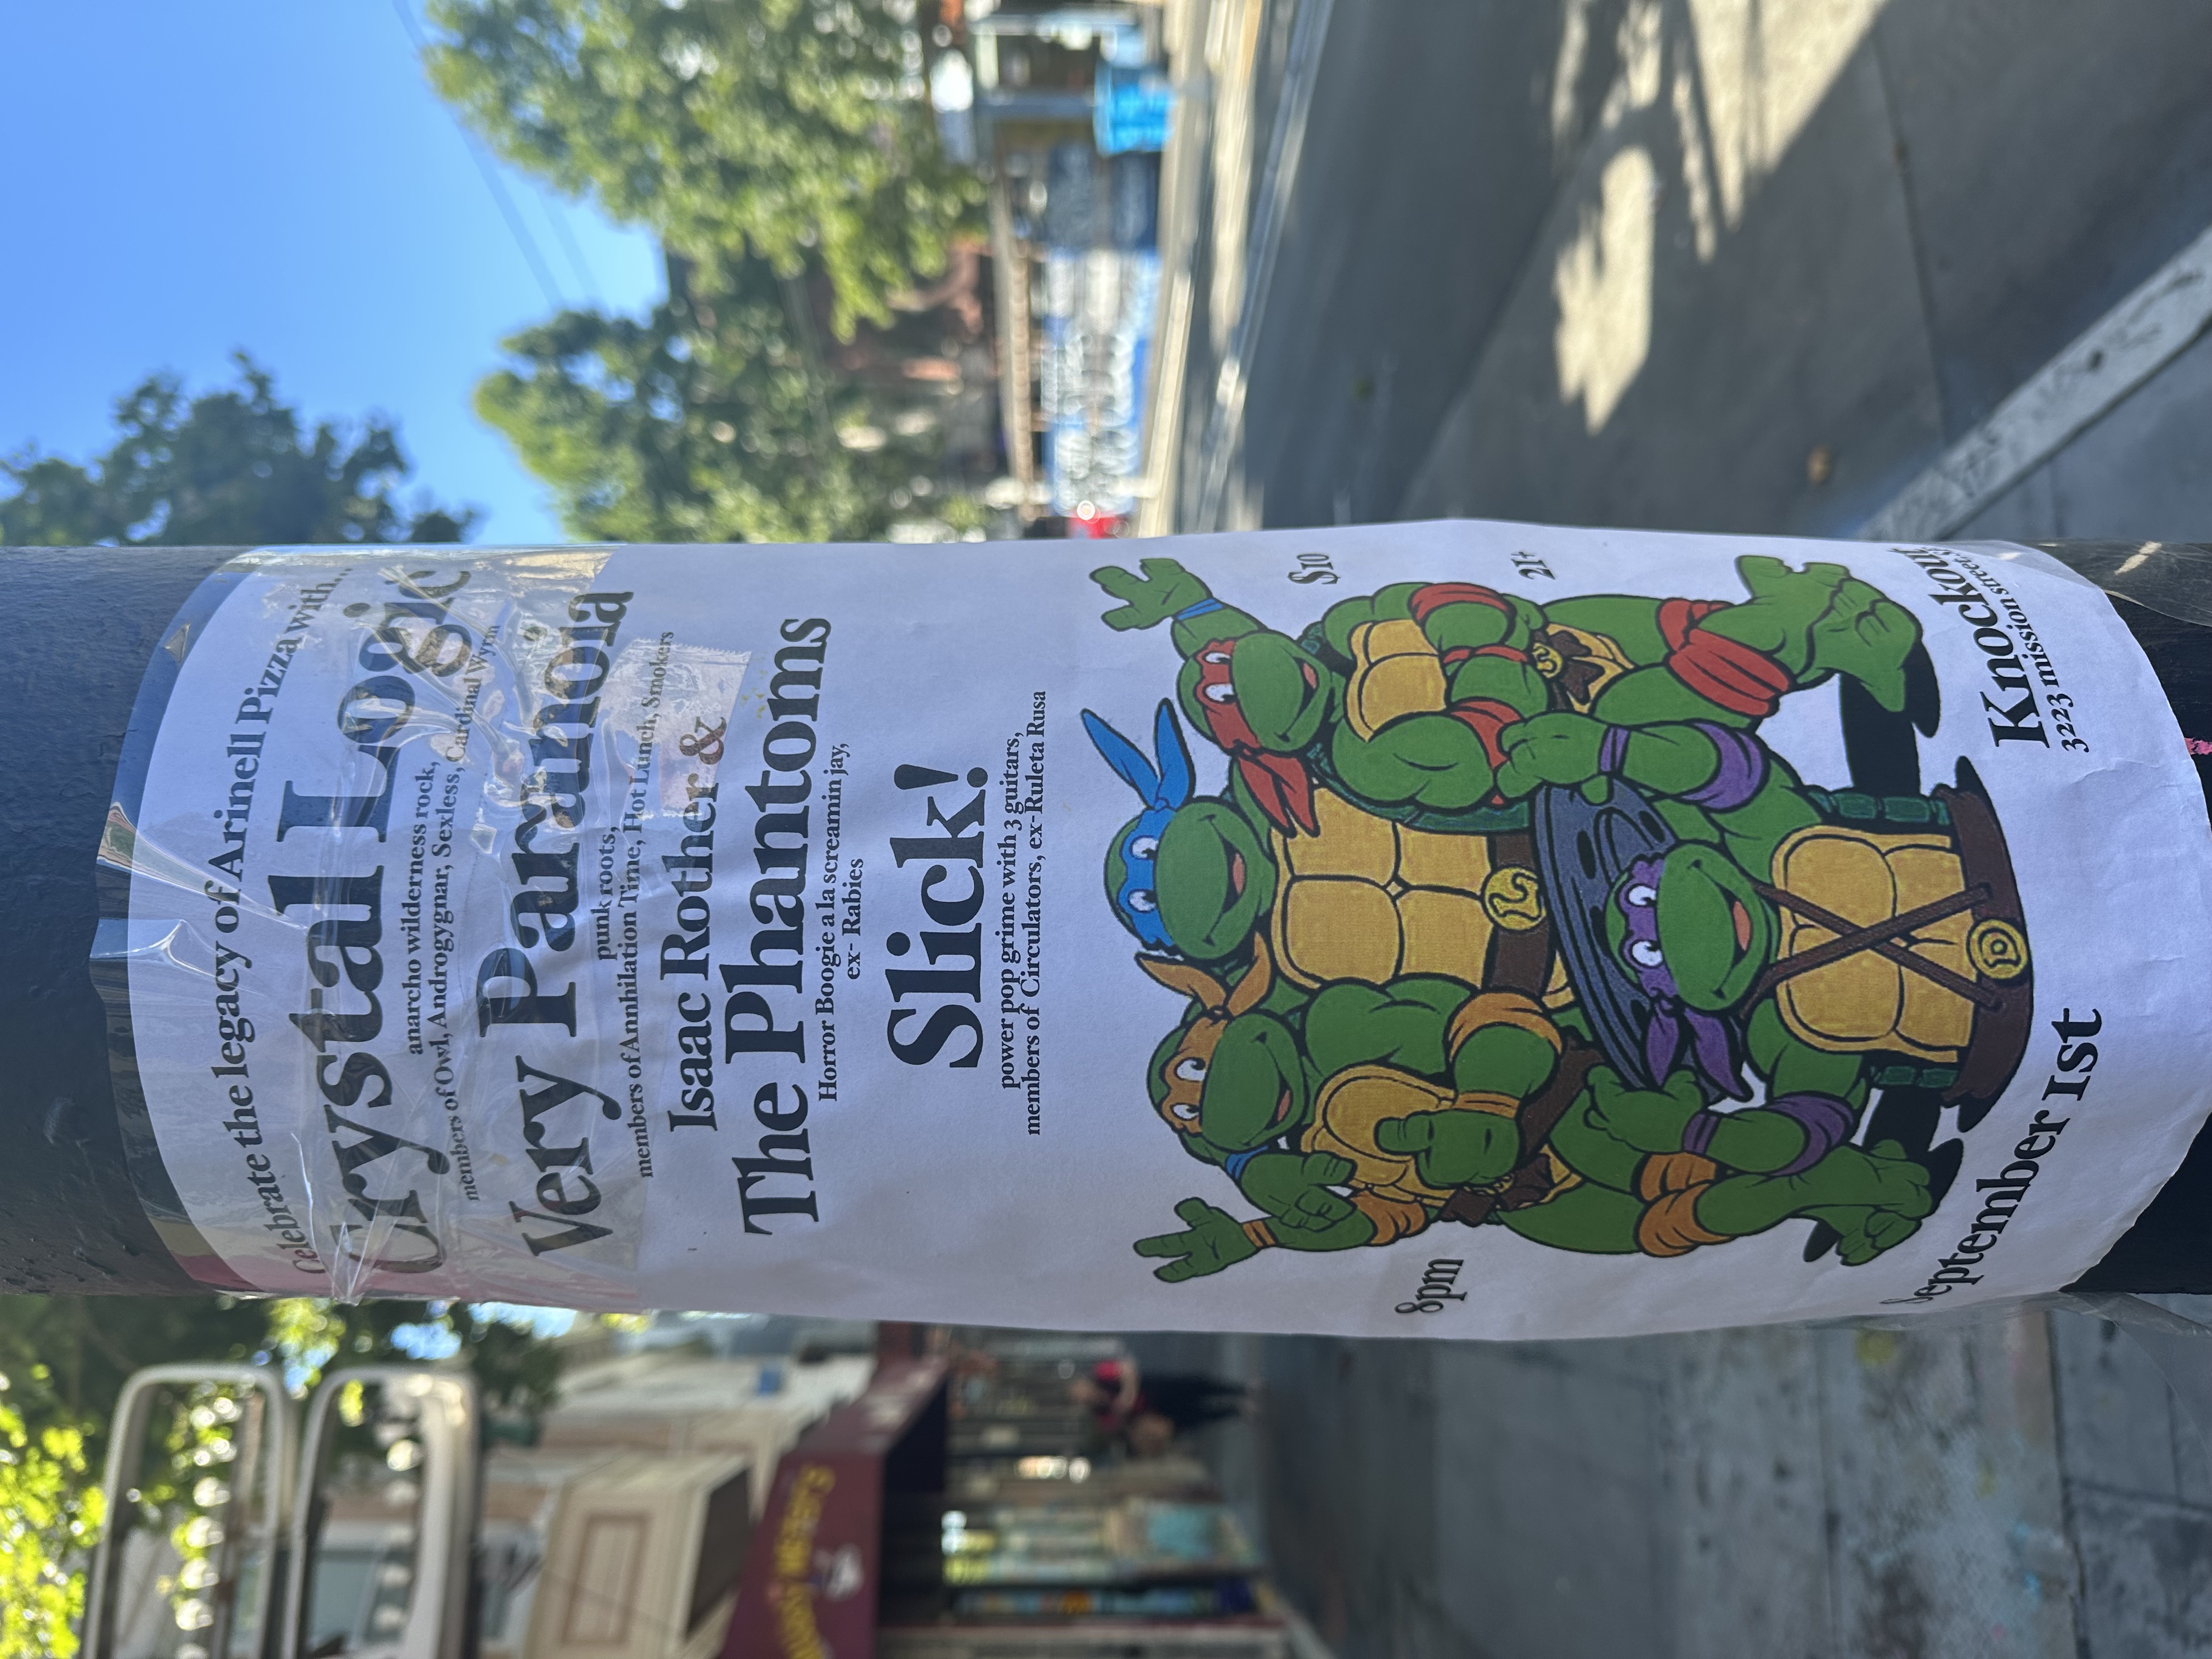 Celebrate the legacy of Arinell Pizza with...
Crystal Logic
anarcho wilderness rock,
members of Owl, Androgygnar, Sexless, Cardinal Wyrm
Very Paranoia
punk roots,
members of Annhilation Time, Hot Lunch, Smokers
Isaac Rother &
The Phantoms
Horror Boogie a la screamin jay,
ex- Rabies
Slick!
power pop grime with 3 guitars,
members of Circulators, ex-Ruleta Rusa
$10
8pm
21+
L
D
September 1st
Knockout
3223 mission street